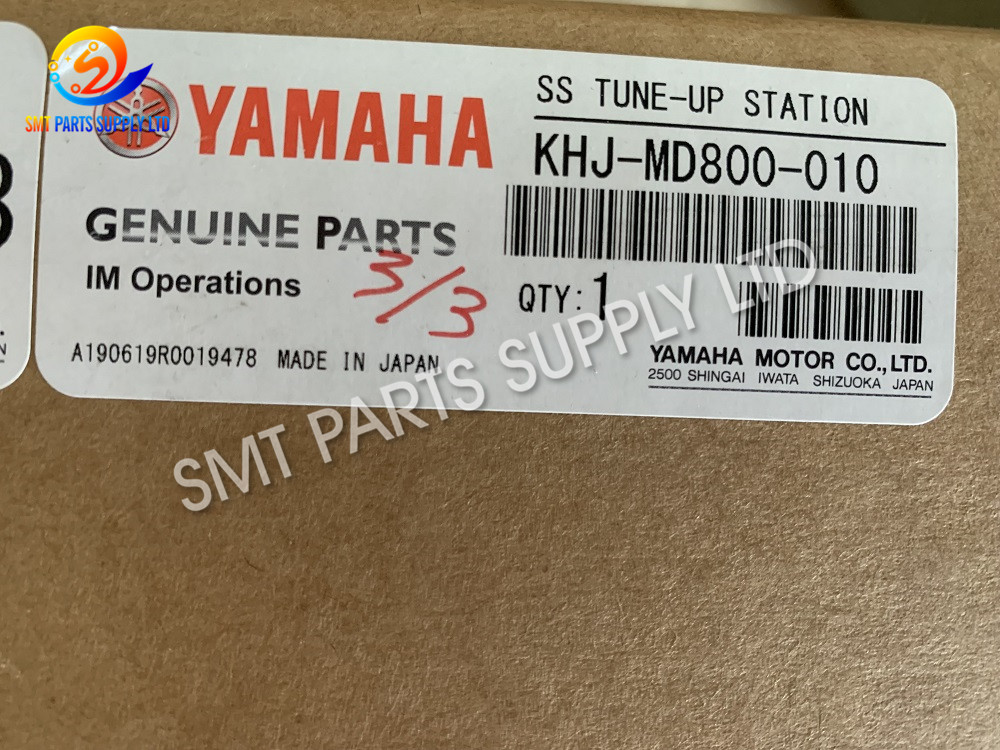 SMT PARTS SUPPLY LTD
YAMAHA
SS TUNE-UP STATION
KHJ-MD800-010
GENUINE PARTS
IM Operations
3/3
QTY: 1
A190619R0019478 MADE IN JAPAN
YAMAHA MOTOR CO., LTD.
2500 SHINGAI IWATA SHIZUOKA JAPAN
SMT PARTS SUPPLY LTD